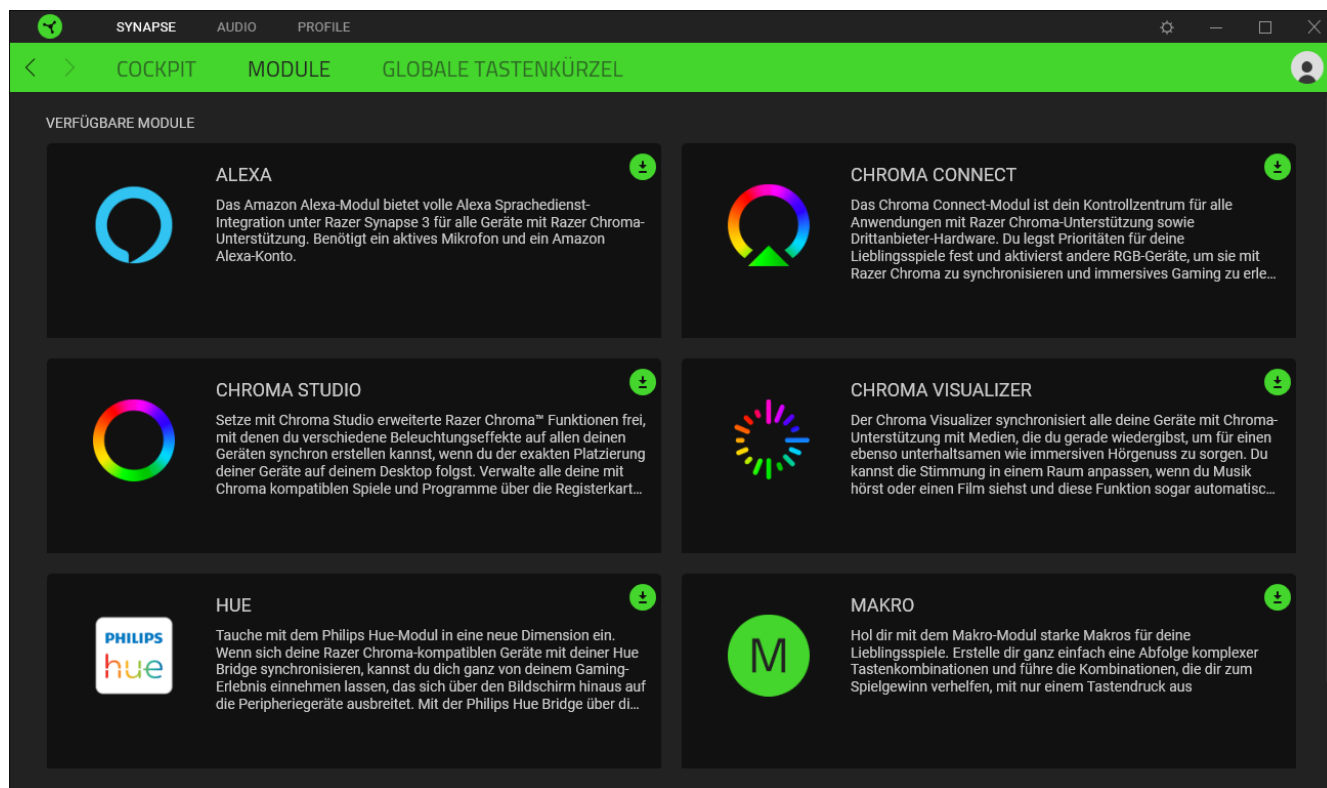 SYNAPSE AUDIO PROFILE
COCKPIT MODULE GLOBALE TASTENKÜRZEL
VERFÜGBARE MODULE
ALEXA
Das Amazon Alexa-Modul bietet volle Alexa Sprachedienst-
Integration unter Razer Synapse 3 für alle Geräte mit Razer Chroma-
Unterstützung. Benötigt ein aktives Mikrofon und ein Amazon
Alexa-Konto.
CHROMA CONNECT
Das Chroma Connect-Modul ist dein Kontrollzentrum für alle
Anwendungen mit Razer Chroma-Unterstützung sowie
Drittanbieter-Hardware. Du legst Prioritäten für deine
Lieblingsspiele fest und aktivierst andere RGB-Geräte, um sie mit
Razer Chroma zu synchronisieren und immersives Gaming zu erle...
CHROMA STUDIO
Setze mit Chroma Studio erweiterte Razer Chroma™ Funktionen frei,
mit denen du verschiedene Beleuchtungseffekte auf allen deinen
Geräten synchron erstellen kannst, wenn du der exakten Platzierung
deiner Geräte auf deinem Desktop folgst. Verwalte alle deine mit
Chroma kompatiblen Spiele und Programme über die Registerkart...
CHROMA VISUALIZER
Der Chroma Visualizer synchronisiert alle deine Geräte mit Chroma-
Unterstützung mit Medien, die du gerade wiedergibst, um für einen
ebenso unterhaltsamen wie immersiven Hörgenuss zu sorgen. Du
kannst die Stimmung in einem Raum anpassen, wenn du Musik
hörst oder einen Film siehst und diese Funktion sogar automatisc...
PHILIPS
hue
HUE
Tauche mit dem Philips Hue-Modul in eine neue Dimension ein.
Wenn sich deine Razer Chroma-kompatiblen Geräte mit deiner Hue
Bridge synchronisieren, kannst du dich ganz von deinem Gaming-
Erlebnis einnehmen lassen, das sich über den Bildschirm hinaus auf
die Peripheriegeräte ausbreitet. Mit der Philips Hue Bridge über di...
M
MAKRO
Hol dir mit dem Makro-Modul starke Makros für deine
Lieblingsspiele. Erstelle dir ganz einfach eine Abfolge komplexer
Tastenkombinationen und führe die Kombinationen, die dir zum
Spielgewinn verhelfen, mit nur einem Tastendruck aus